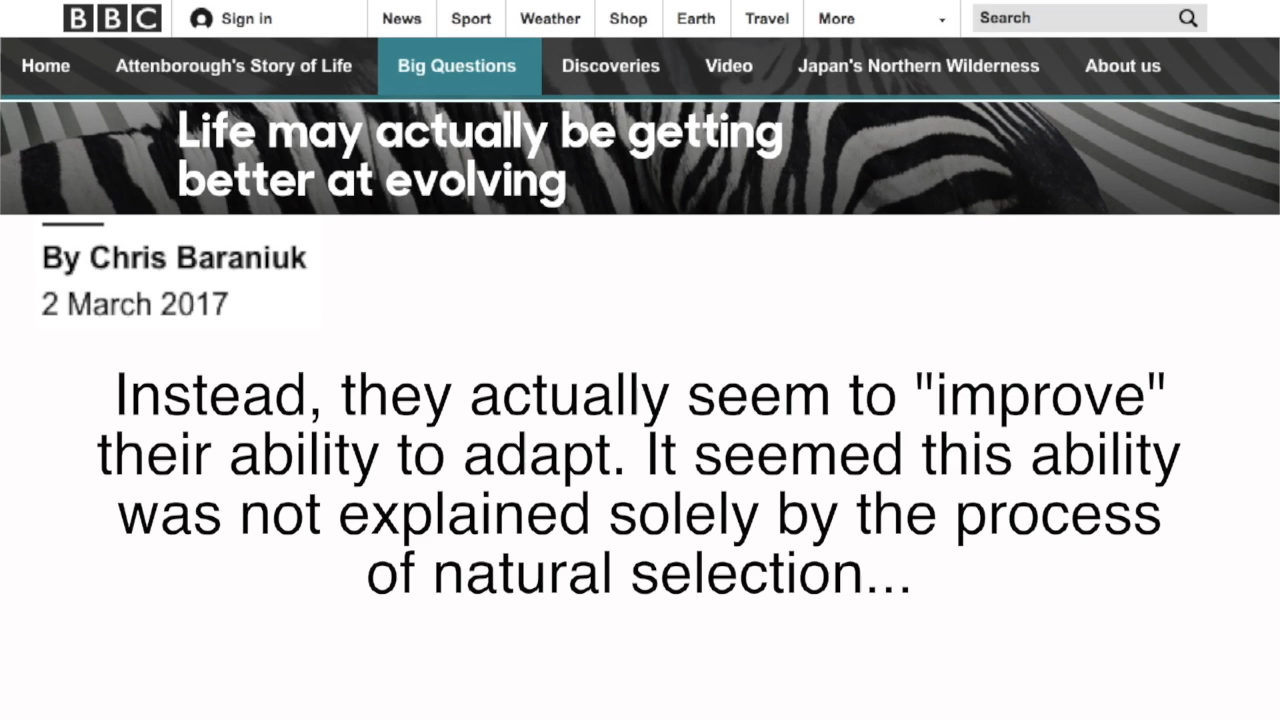 BBC Sign in News Sport Weather Shop Earth Travel More Search
Home Attenborough's Story of Life Big Questions Discoveries Video Japan's Northern Wilderness About us
Life may actually be getting
better at evolving
By Chris Baraniuk
2 March 2017
Instead, they actually seem to "improve"
their ability to adapt. It seemed this ability
was not explained solely by the process
of natural selection...